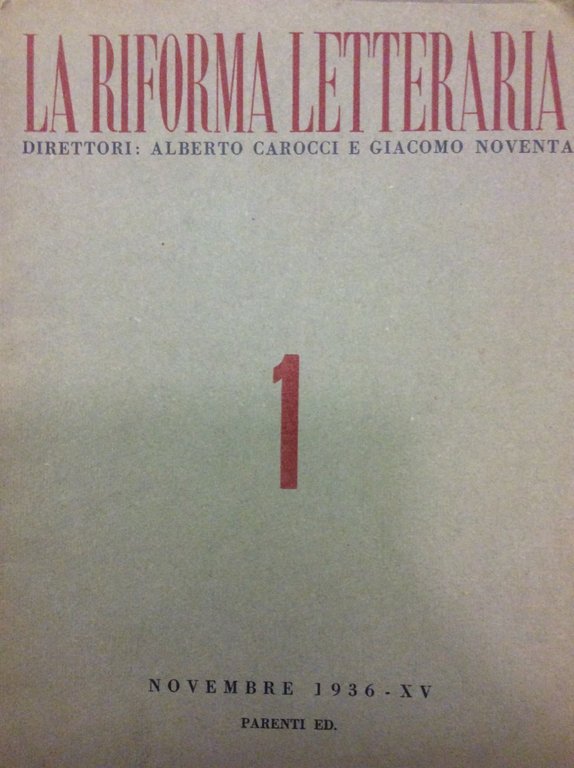 LA RIFORMA LETTERARIA
DIRETTORI: ALBERTO CAROCCI E GIACOMO NOVENTA
1
NOVEMBRE 1936 - XV
PARENTI ED.